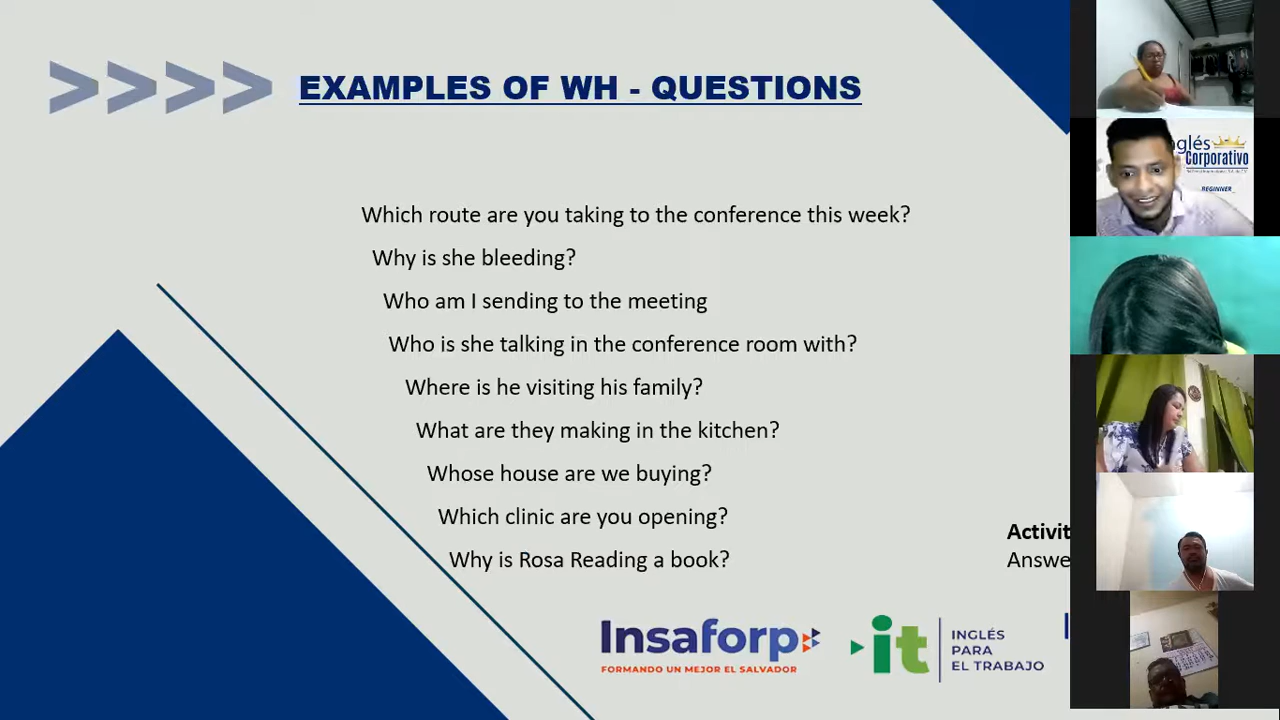 >>>> EXAMPLES OF WH - QUESTIONS
Which route are you taking to the conference this week?
Why is she bleeding?
Who am I sending to the meeting
Who is she talking in the conference room with?
Where is he visiting his family?
What are they making in the kitchen?
Whose house are we buying?
Which clinic are you opening?
Why is Rosa Reading a book?
Activit
Answe
Insaforp
FORMANDO UN MEJOR EL SALVADOR
it
INGLÉS
PARA
EL TRABAJO
glés
Corporativo
BEGINNER_